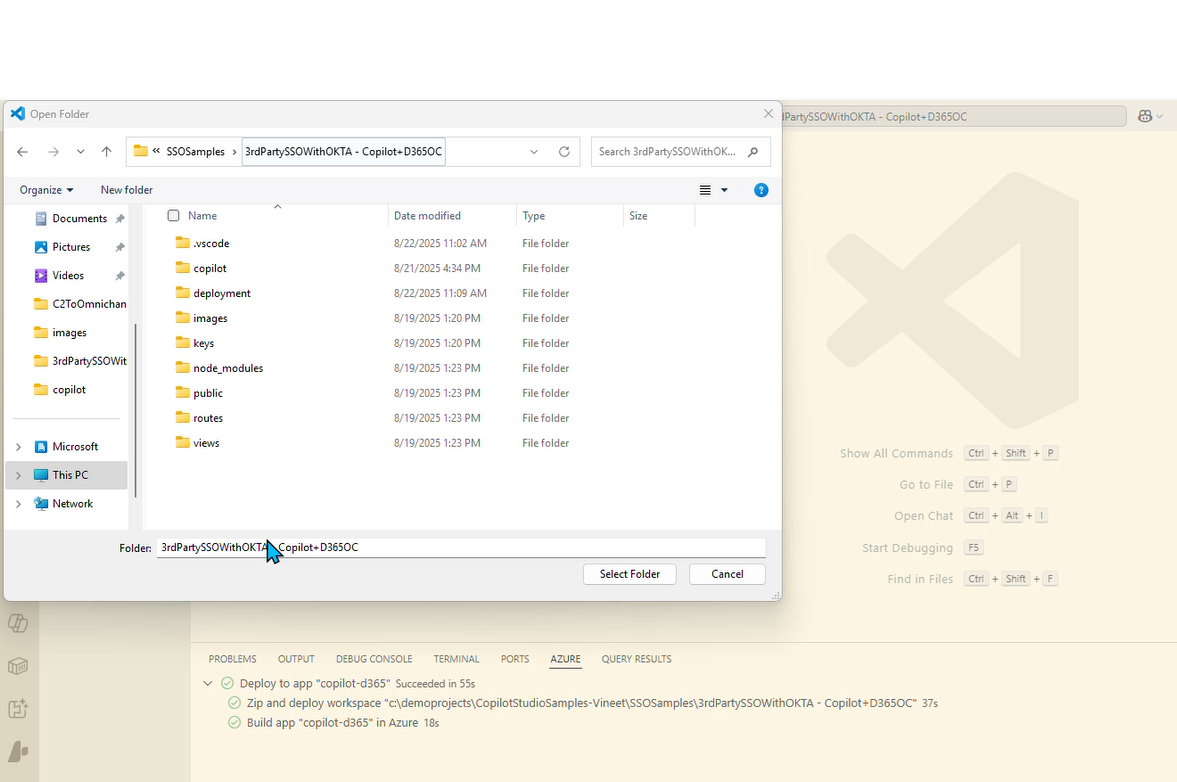 Open Folder
dPartySSOWithOKTA - Copilot+D365OC
« SSOSamples > 3rdPartySSOWithOKTA - Copilot+D365OC
Search 3rdPartySSOWithOK...
Organize
New folder
?
Name Date modified Type Size
Documents
Pictures
Videos
C2ToOmnichan
images
3rdPartySSOWit
copilot
Microsoft
This PC
Network
.vscode 8/22/2025 11:02 AM File folder
copilot 8/21/2025 4:34 PM File folder
deployment 8/22/2025 11:09 AM File folder
images 8/19/2025 1:20 PM File folder
keys 8/19/2025 1:20 PM File folder
node_modules 8/19/2025 1:23 PM File folder
public 8/19/2025 1:23 PM File folder
routes 8/19/2025 1:23 PM File folder
views 8/19/2025 1:23 PM File folder
Folder: 3rdPartySSOWithOKTA - Copilot+D365OC
Select Folder Cancel
Show All Commands Ctrl + Shift + P
Go to File Ctrl + P
Open Chat Ctrl + Alt + I
Start Debugging F5
Find in Files Ctrl + Shift + F
PROBLEMS OUTPUT DEBUG CONSOLE TERMINAL PORTS AZURE QUERY RESULTS
Deploy to app "copilot-d365" Succeeded in 55s
Zip and deploy workspace "c:\demoprojects\CopilotStudioSamples-Vineet\SSOSamples\3rdPartySSOWithOKTA - Copilot+D365OC" 37s
Build app "copilot-d365" in Azure 18s